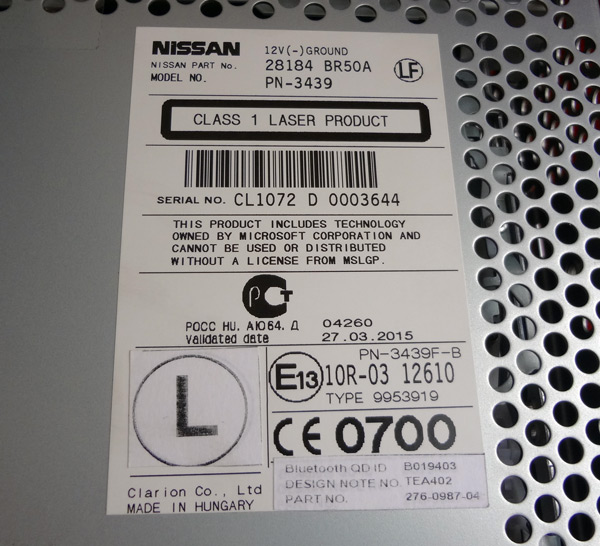 NISSAN 12V(-)GROUND
NISSAN PART No. 28184 BR50A
MODEL NO. PN-3439
LF
CLASS 1 LASER PRODUCT
SERIAL NO. CL1072 D 0003644
THIS PRODUCT INCLUDES TECHNOLOGY
OWNED BY MICROSOFT CORPORATION AND
CANNOT BE USED OR DISTRIBUTED
WITHOUT A LICENSE FROM MSLGP.
РСТ
РОСС HU. АЮ64. Д 04260
Validated date 27.03.2015
PN-3439F-B
E13 10R-03 12610
TYPE 9953919
L
CE 0700
Bluetooth QD ID B019403
DESIGN NOTE NO. TEA402
PART NO. 276-0987-04
Clarion Co., Ltd
MADE IN HUNGARY